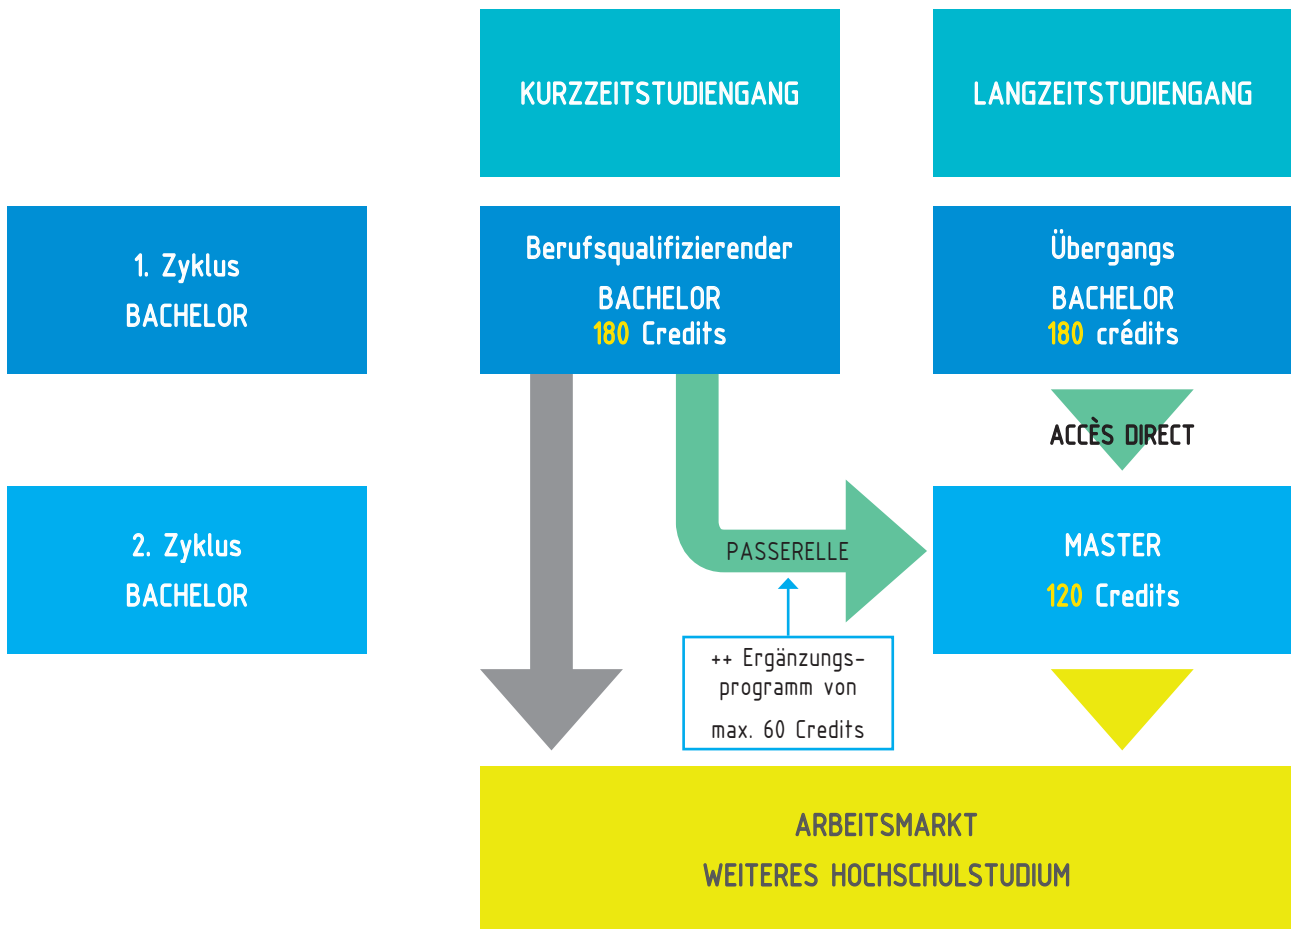 KURZZEITSTUDIENGANG
LANGZEITSTUDIENGANG
1. Zyklus
BACHELOR
Berufsqualifizierender
BACHELOR
180 Credits
Übergangs
BACHELOR
180 crédits
ACCÈS DIRECT
2. Zyklus
BACHELOR
PASSERELLE
MASTER
120 Credits
++ Ergänzungs-
programm von
max. 60 Credits
ARBEITSMARKT
WEITERES HOCHSCHULSTUDIUM